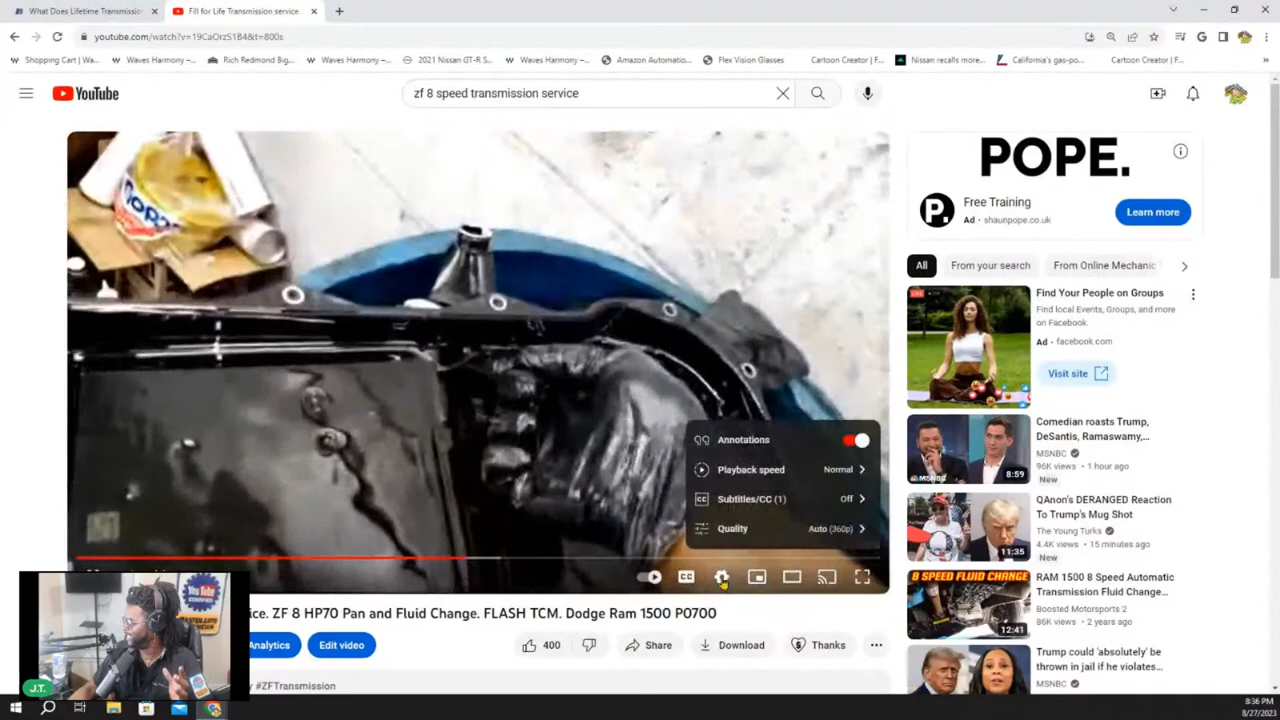 What Does Lifetime Transmissio
Fill for Life Transmission service
youtube.com/watch?v=19CaOrzS1B4&t=800s
Shopping Cart | Wa...
Waves Harmony –...
Rich Redmond Big...
Waves Harmony –...
2021 Nissan GT-R S...
Waves Harmony –...
Amazon Automatio...
Flex Vision Glasses
Cartoon Creator | F...
Nissan recalls more...
California's gas-po...
Cartoon Creator | F...
YouTube
zf 8 speed transmission service
POPE.
P.
Free Training
Ad · shaunpope.co.uk
Learn more
All
From your search
From Online Mechanic
LIVE
Find Your People on Groups
Find local Events, Groups, and more
on Facebook.
Ad · facebook.com
Visit site
Annotations
Playback speed
Normal
Subtitles/CC (1)
Off
Quality
Auto (360p)
CC
Comedian roasts Trump,
DeSantis, Ramaswamy,...
MSNBC
96K views · 1 hour ago
New
8:59
QAnon's DERANGED Reaction
To Trump's Mug Shot
The Young Turks
4.4K views · 15 minutes ago
New
11:35
8 SPEED FLUID CHANGE
RAM 1500 8 Speed Automatic
Transmission Fluid Change...
Boosted Motorsports 2
86K views · 2 years ago
12:41
Trump could 'absolutely' be
thrown in jail if he violates...
MSNBC
ice. ZF 8 HP70 Pan and Fluid Change. FLASH TCM. Dodge Ram 1500 P0700
Analytics
Edit video
400
Share
Download
Thanks
#ZFTransmission
YouTube
J.T.
8:36 PM
8/27/2023